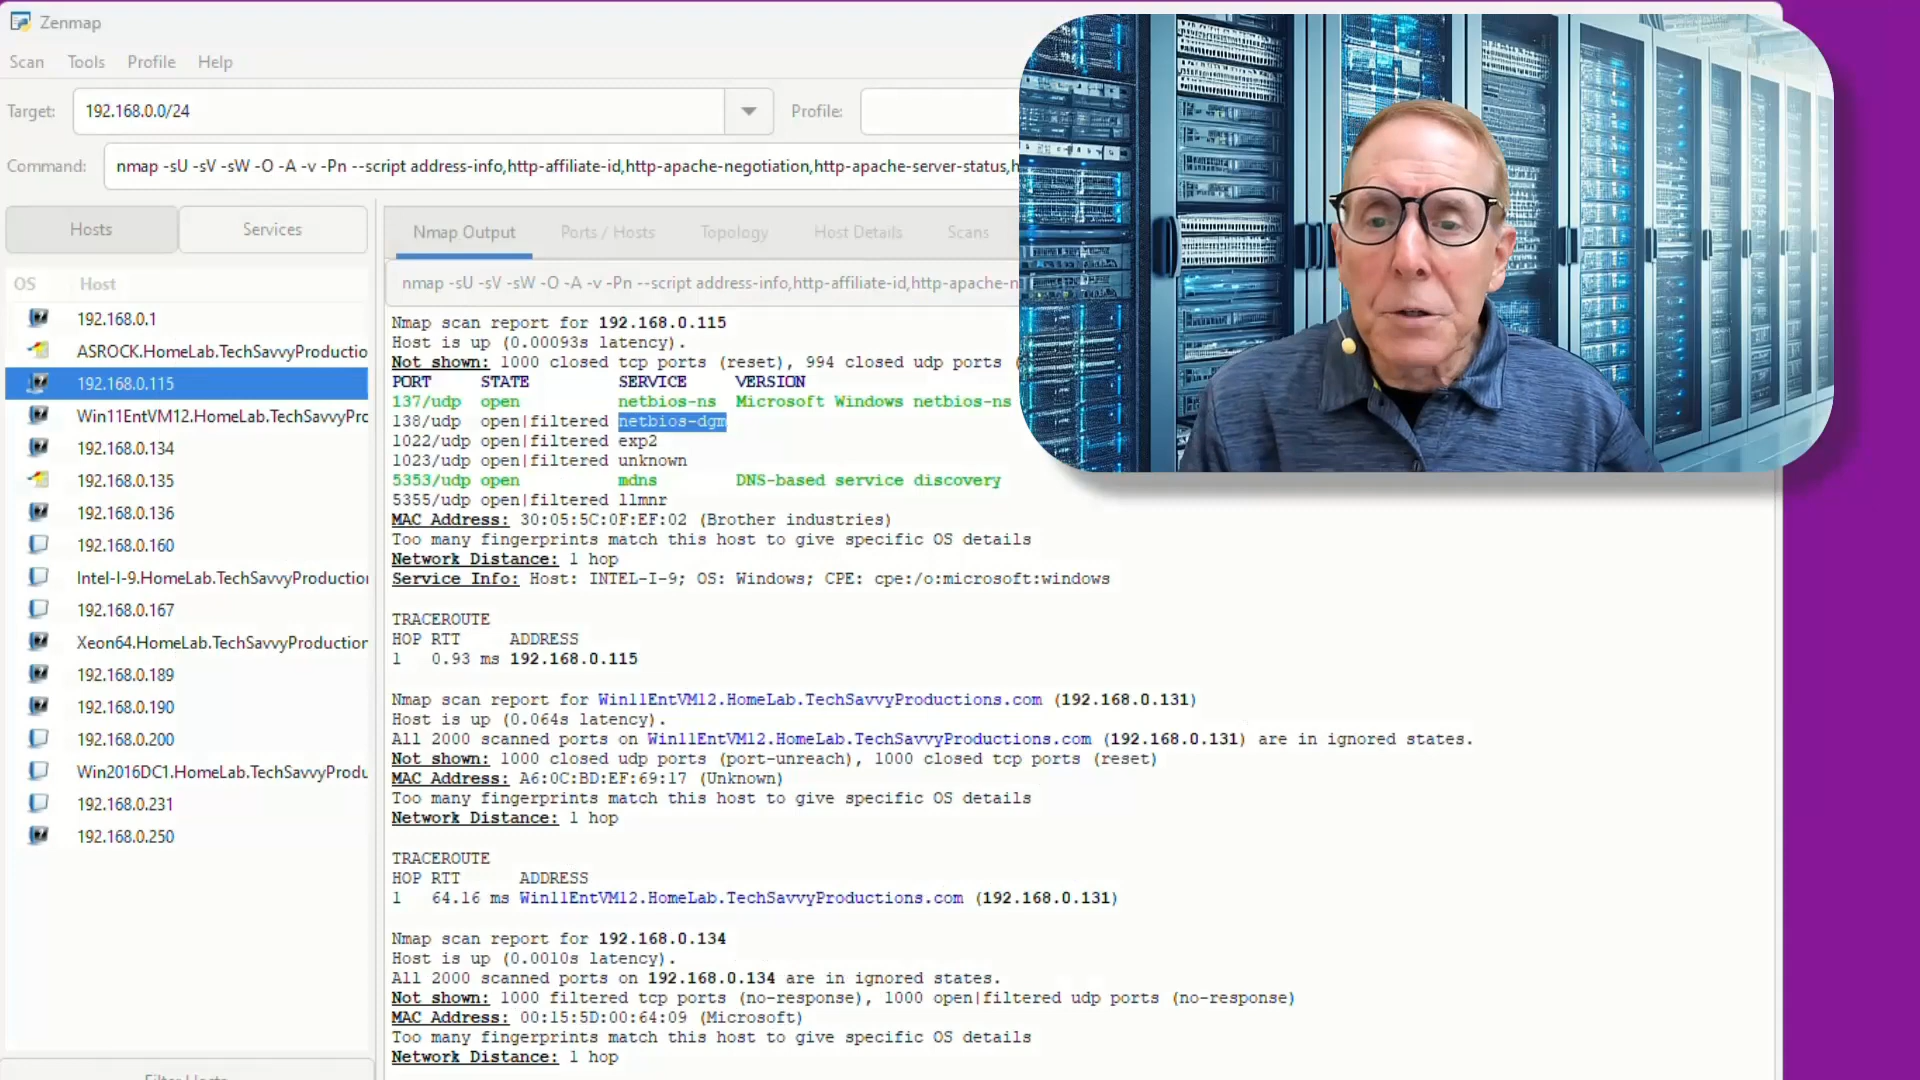 Zenmap
Scan Tools Profile Help
Target: 192.168.0.0/24 Profile:
Command: nmap -sU -sV -sW -O -A -v -Pn --script address-info,http-affiliate-id,http-apache-negotiation,http-apache-server-status,h
Hosts Services
OS Host
192.168.0.1
ASROCK.HomeLab.TechSavvyProductio
192.168.0.115
Win11EntVM12.HomeLab.TechSavvyPrc
192.168.0.134
192.168.0.135
192.168.0.136
192.168.0.160
Intel-I-9.HomeLab.TechSavvyProductior
192.168.0.167
Xeon64.HomeLab.TechSavvyProductior
192.168.0.189
192.168.0.190
192.168.0.200
Win2016DC1.HomeLab.TechSavvyProdu
192.168.0.231
192.168.0.250
Nmap Output Ports / Hosts Topology Host Details Scans
nmap -sU -sV -sW -O -A -v -Pn --script address-info,http-affiliate-id,http-apache-n
Nmap scan report for 192.168.0.115
Host is up (0.00093s latency).
Not shown: 1000 closed tcp ports (reset), 994 closed udp ports (
PORT STATE SERVICE VERSION
137/udp open netbios-ns Microsoft Windows netbios-ns
138/udp open|filtered netbios-dgm
1022/udp open|filtered exp2
1023/udp open|filtered unknown
5353/udp open mdns DNS-based service discovery
5355/udp open|filtered llmnr
MAC Address: 30:05:5C:0F:EF:02 (Brother industries)
Too many fingerprints match this host to give specific OS details
Network Distance: 1 hop
Service Info: Host: INTEL-I-9; OS: Windows; CPE: cpe:/o:microsoft:windows
TRACEROUTE
HOP RTT ADDRESS
1 0.93 ms 192.168.0.115
Nmap scan report for Win11EntVM12.HomeLab.TechSavvyProductions.com (192.168.0.131)
Host is up (0.064s latency).
All 2000 scanned ports on Win11EntVM12.HomeLab.TechSavvyProductions.com (192.168.0.131) are in ignored states.
Not shown: 1000 closed udp ports (port-unreach), 1000 closed tcp ports (reset)
MAC Address: A6:0C:BD:EF:69:17 (Unknown)
Too many fingerprints match this host to give specific OS details
Network Distance: 1 hop
TRACEROUTE
HOP RTT ADDRESS
1 64.16 ms Win11EntVM12.HomeLab.TechSavvyProductions.com (192.168.0.131)
Nmap scan report for 192.168.0.134
Host is up (0.0010s latency).
All 2000 scanned ports on 192.168.0.134 are in ignored states.
Not shown: 1000 filtered tcp ports (no-response), 1000 open|filtered udp ports (no-response)
MAC Address: 00:15:5D:00:64:09 (Microsoft)
Too many fingerprints match this host to give specific OS details
Network Distance: 1 hop